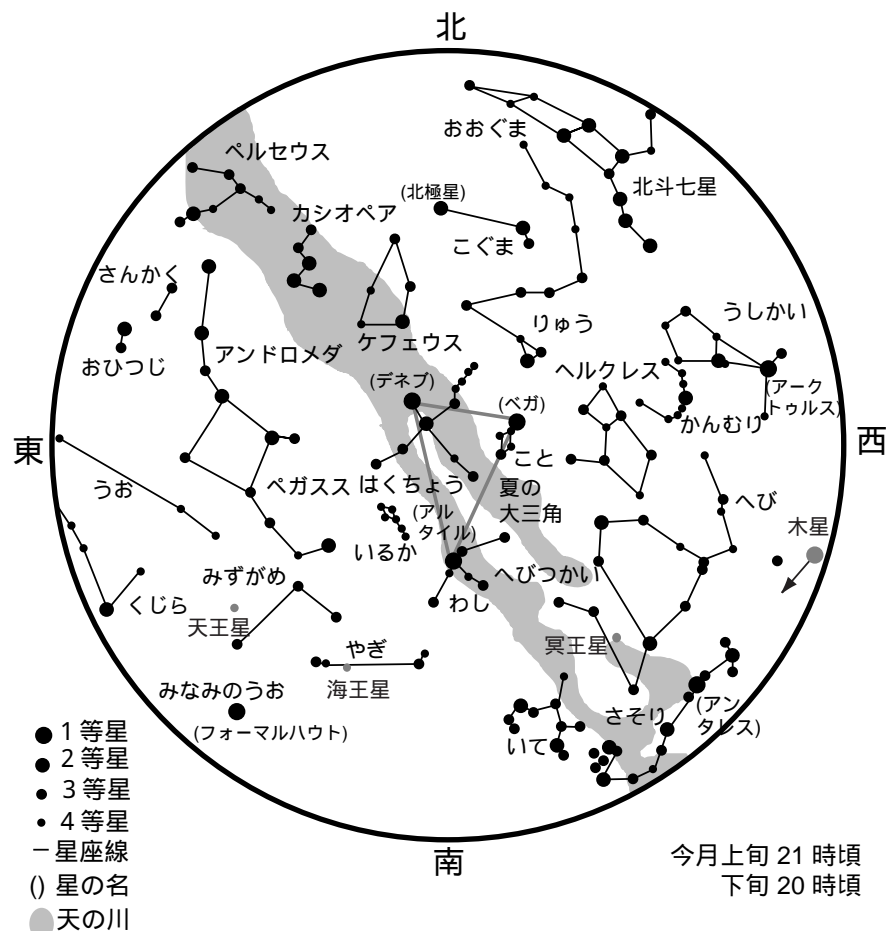 北
おおぐま
ペルセウス
北斗七星
(北極星)
カシオペア
こぐま
さんかく
うしかい
りゅう
ケフェウス
アンドロメダ
おひつじ
ヘルクレス
(デネブ)
(アーク
トゥルス)
(ベガ)
かんむり
東
西
こと
うお
ペガスス
はくちょう
夏の
大三角
へび
(アル
タイル)
木星
いるか
みずがめ
へびつかい
くじら
わし
天王星
冥王星
やぎ
海王星
みなみのうお
(フォーマルハウト)
さそり
(アン
タレス)
いて
南
1等星
2等星
3等星
4等星
星座線
() 星の名
天の川
今月上旬 21 時頃
下旬 20 時頃